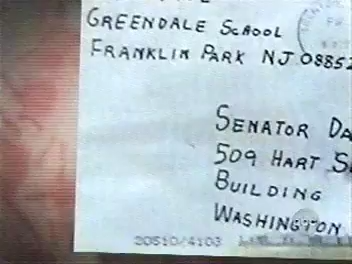 GREENDALE SCHOOL
FRANKLIN PARK NJ 08852
SENATOR DA
509 HART S
BUILDING
WASHINGTON
20510/4103